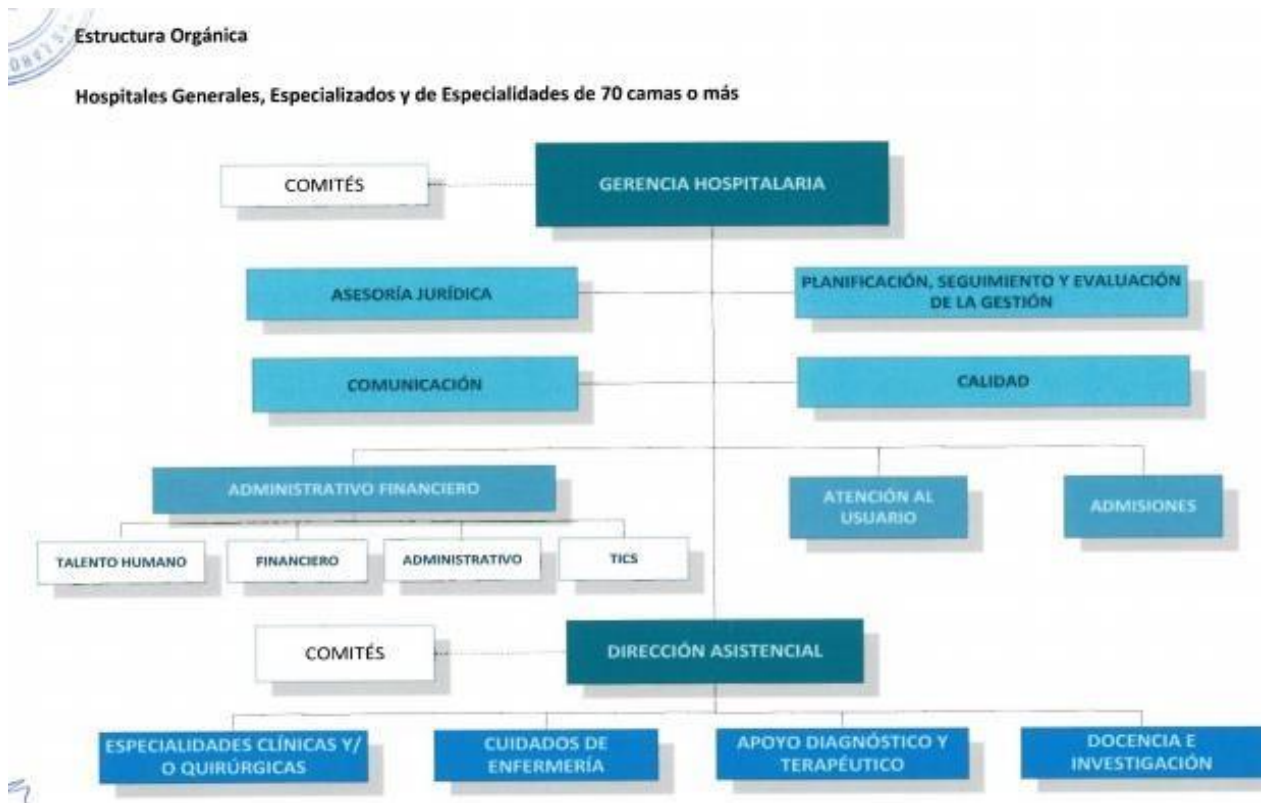 Estructura Orgánica
Hospitales Generales, Especializados y de Especialidades de 70 camas o más
COMITÉS
GERENCIA HOSPITALARIA
ASESORÍA JURÍDICA
PLANIFICACIÓN, SEGUIMIENTO Y EVALUACIÓN
DE LA GESTIÓN
COMUNICACIÓN
CALIDAD
ADMINISTRATIVO FINANCIERO
ATENCIÓN AL
USUARIO
ADMISIONES
TALENTO HUMANO
FINANCIERO
ADMINISTRATIVO
TICS
COMITÉS
DIRECCIÓN ASISTENCIAL
ESPECIALIDADES CLÍNICAS Y/
O QUIRÚRGICAS
CUIDADOS DE
ENFERMERÍA
APOYO DIAGNÓSTICO Y
TERAPÉUTICO
DOCENCIA E
INVESTIGACIÓN